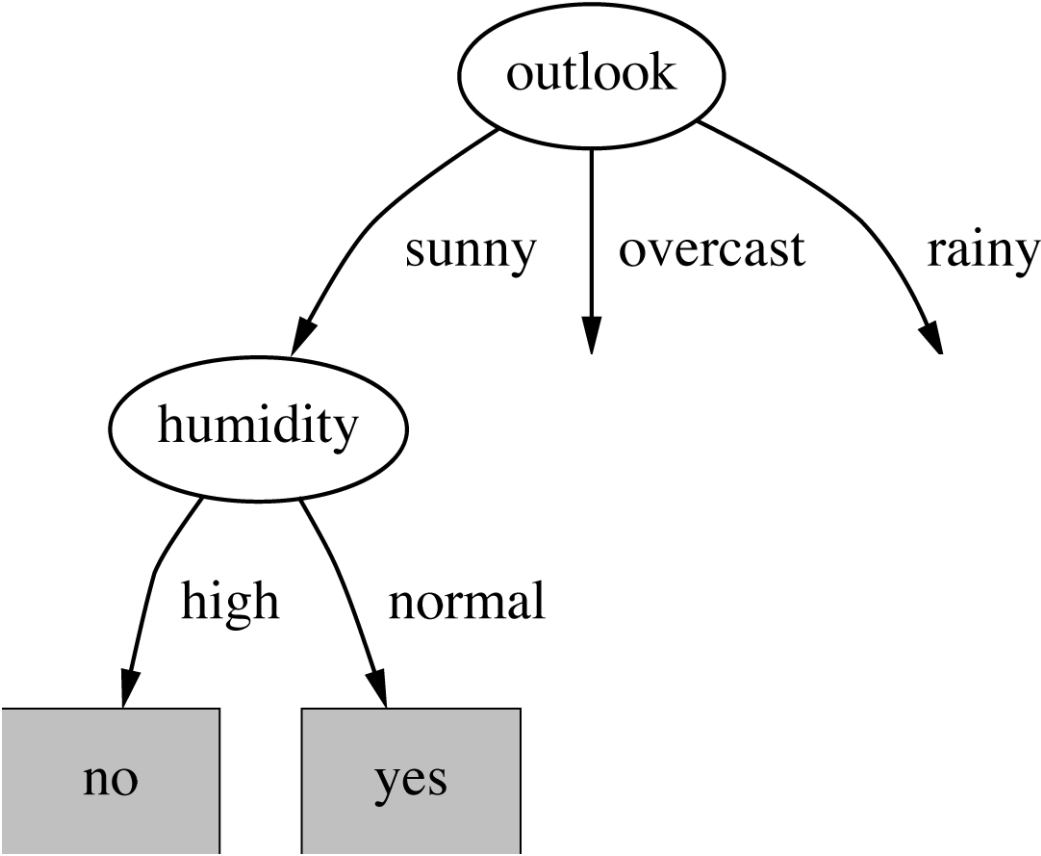 outlook
sunny
overcast
rainy
humidity
high
normal
no
yes